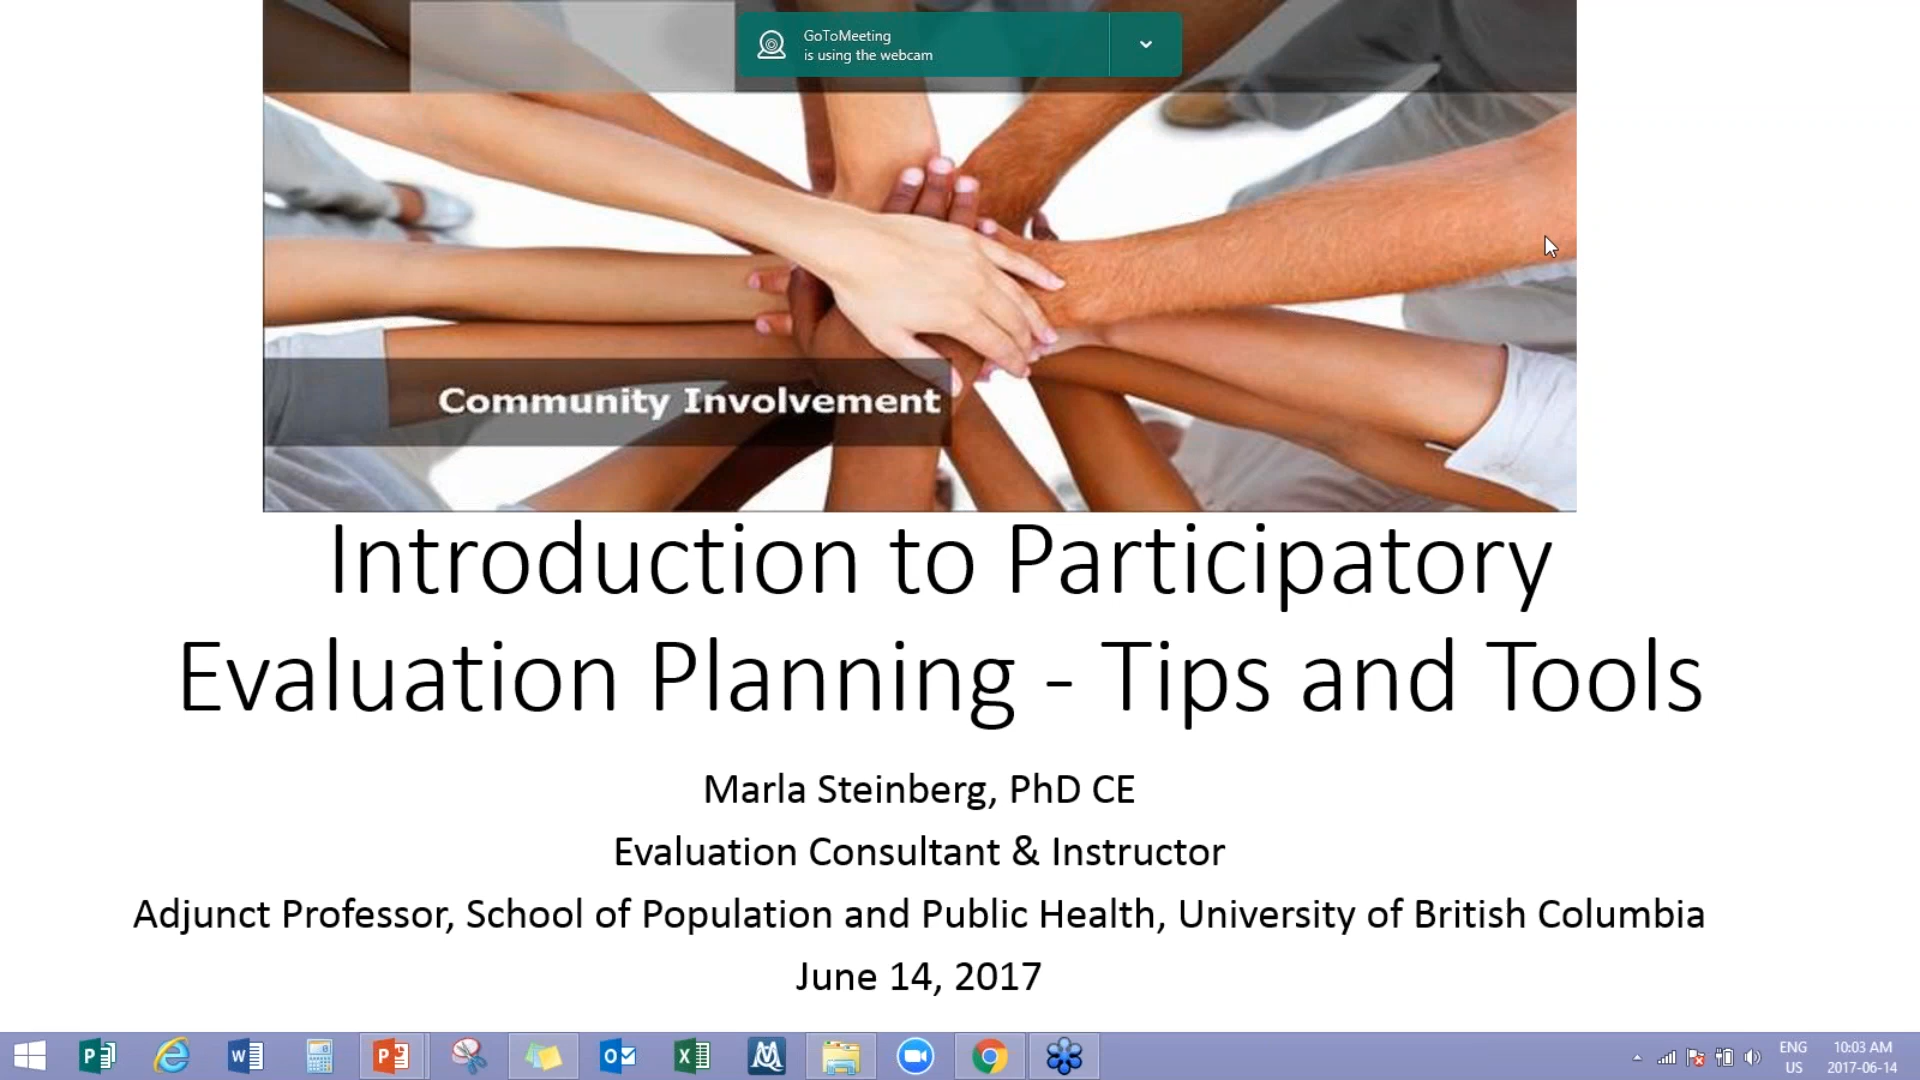 GoToMeeting
is using the webcam
Community Involvement
Introduction to Participatory
Evaluation Planning - Tips and Tools
Marla Steinberg, PhD CE
Evaluation Consultant & Instructor
Adjunct Professor, School of Population and Public Health, University of British Columbia
June 14, 2017
ENG
US
10:03 AM
2017-06-14